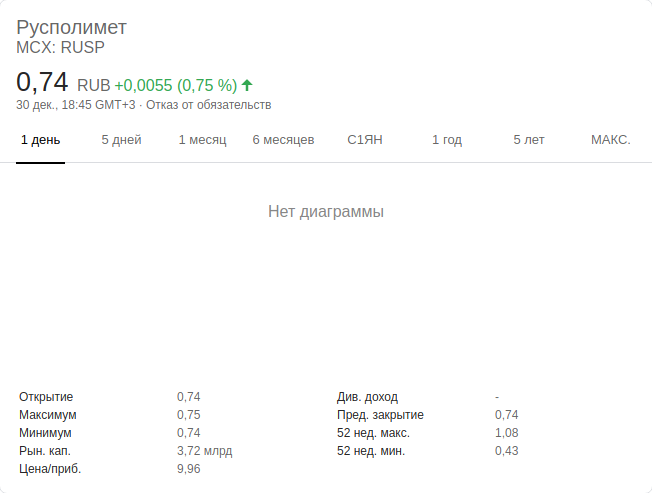 Русполимет
MCX: RUSP
0,74 RUB +0,0055 (0,75 %)
30 дек., 18:45 GMT+3 · Отказ от обязательств
1 день 5 дней 1 месяц 6 месяцев С1ЯН 1 год 5 лет МАКС.
Нет диаграммы
Открытие 0,74 Див. доход -
Максимум 0,75 Пред. закрытие 0,74
Минимум 0,74 52 нед. макс. 1,08
Рын. кап. 3,72 млрд 52 нед. мин. 0,43
Цена/приб. 9,96